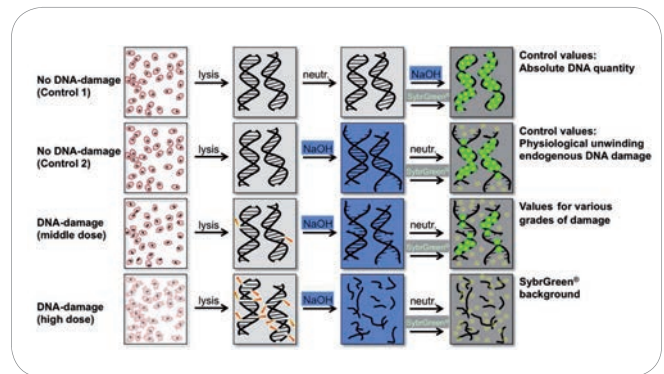 No DNA-damage
(Control 1)
lysis
neutr.
NaOH
SybrGreen®
Control values:
Absolute DNA quantity
No DNA-damage
(Control 2)
lysis
NaOH
neutr.
SybrGreen®
Control values:
Physiological unwinding
endogenous DNA damage
DNA-damage
(middle dose)
lysis
NaOH
neutr.
SybrGreen®
Values for various
grades of damage
DNA-damage
(high dose)
lysis
NaOH
neutr.
SybrGreen®
SybrGreen®
background